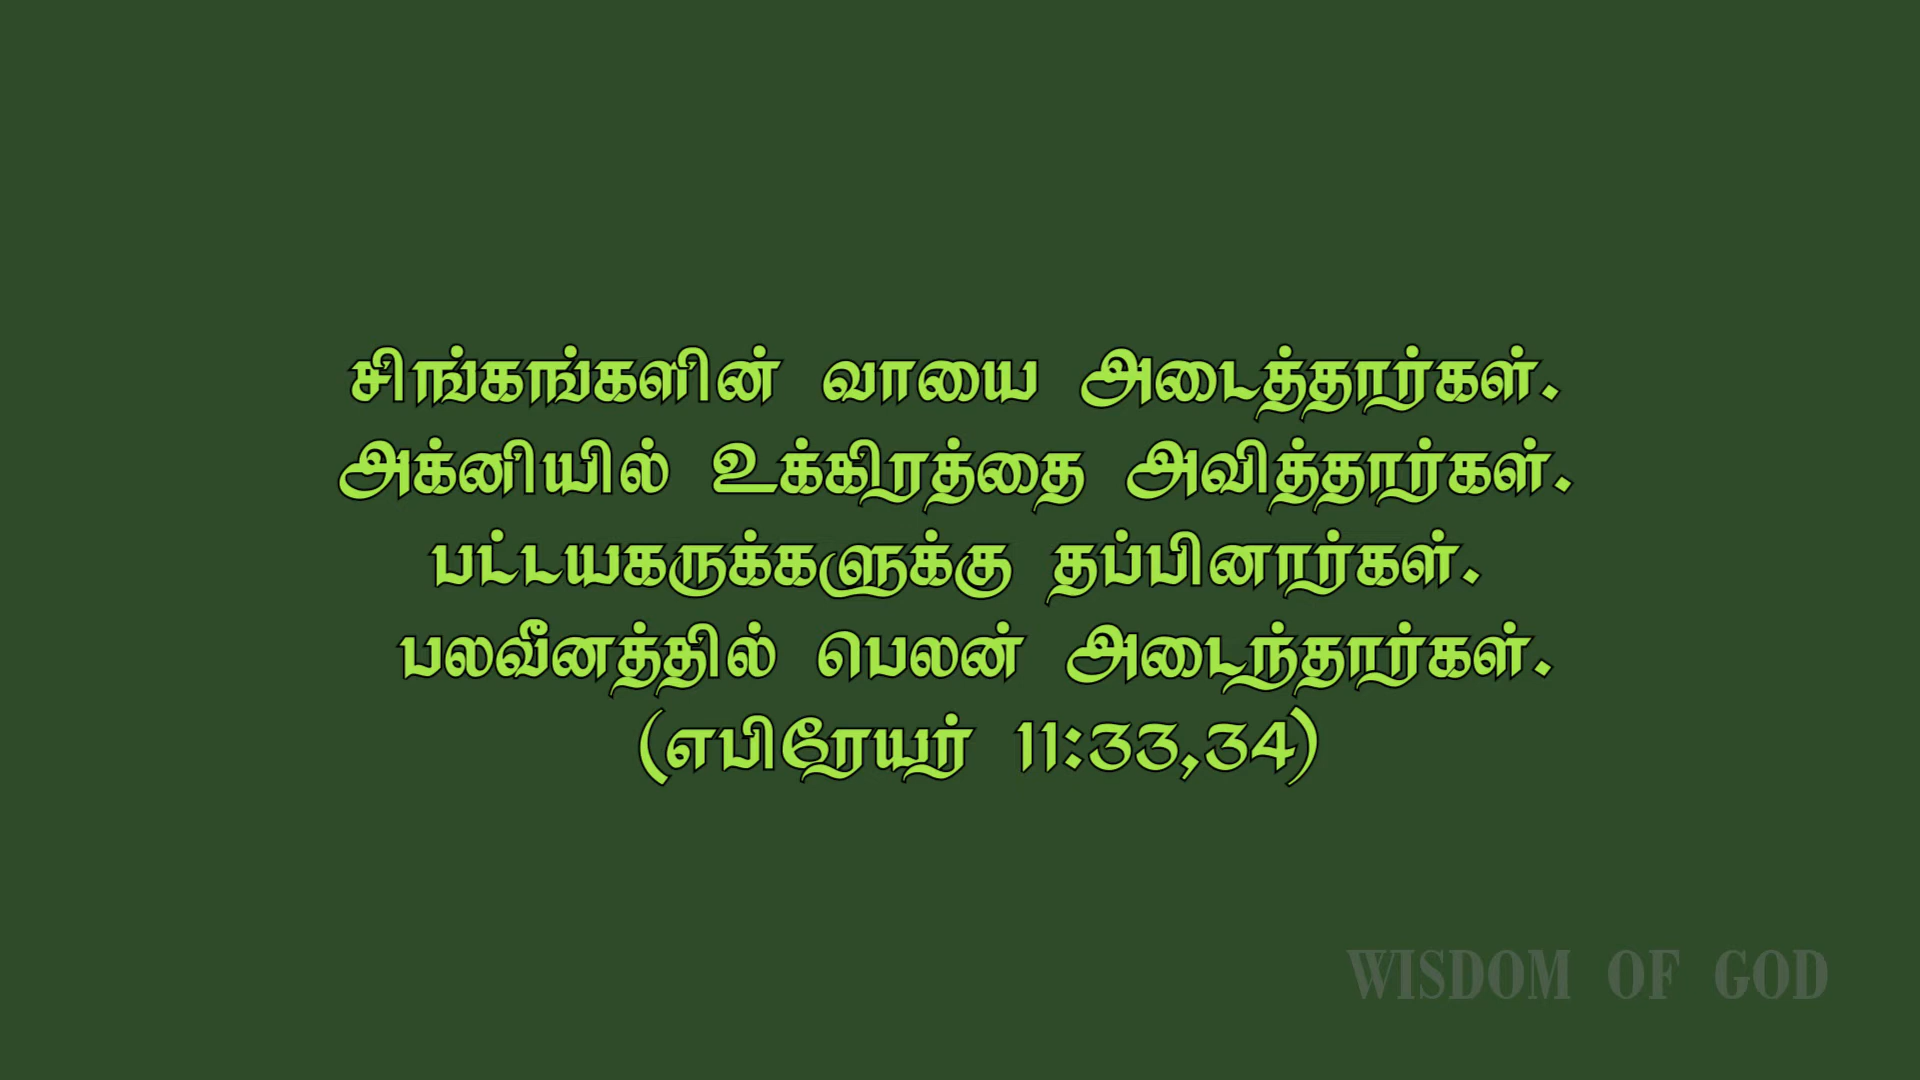 சிங்கங்களின் வாயை அடைத்தார்கள்.
அக்னியில் உக்கிரத்தை அவித்தார்கள்.
பட்டயகருக்களுக்கு தப்பினார்கள்.
பலவீனத்தில் பெலன் அடைந்தார்கள்.
(எபிரேயர் 11:33,34)
WISDOM OF GOD